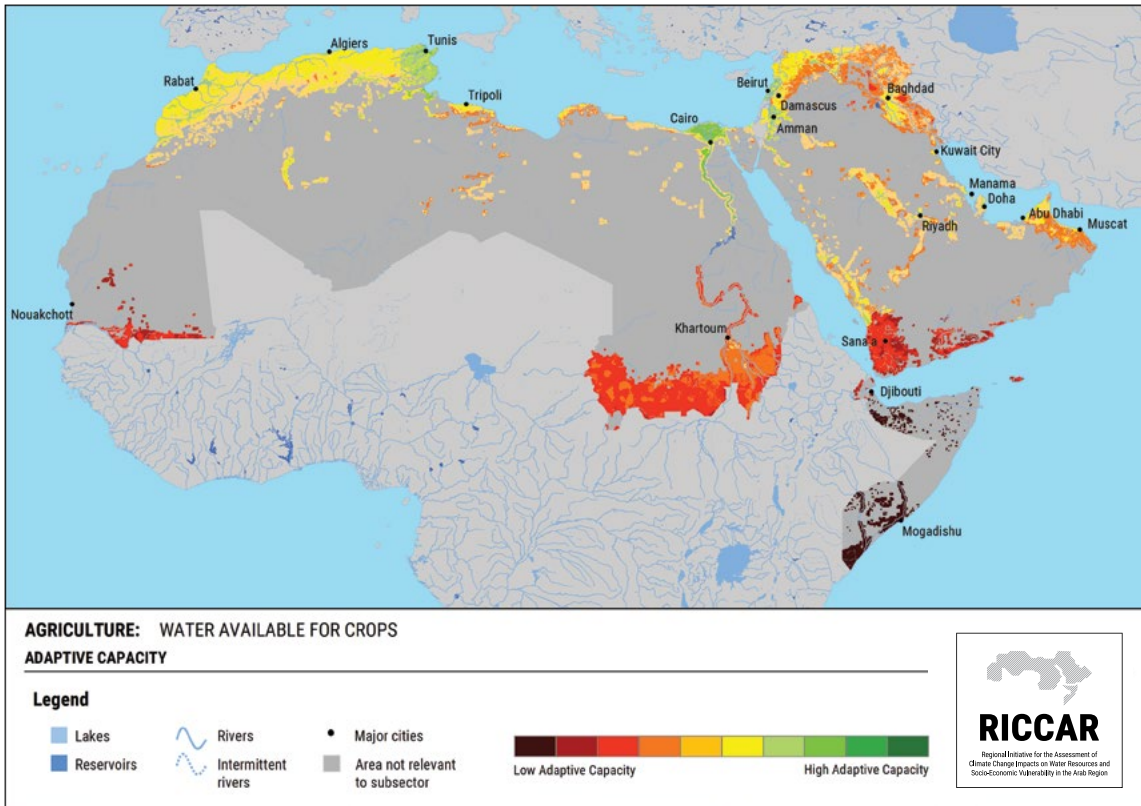 Algiers
Tunis
Rabat
Tripoli
Beirut
Baghdad
Damascus
Cairo
Amman
Kuwait City
Manama
Doha
Abu Dhabi
Muscat
Riyadh
Nouakchott
Khartoum
Sana'a
Djibouti
Mogadishu
AGRICULTURE: WATER AVAILABLE FOR CROPS
ADAPTIVE CAPACITY
Legend
Lakes
Rivers
Major cities
Reservoirs
Intermittent
rivers
Area not relevant
to subsector
Low Adaptive Capacity
High Adaptive Capacity
RICCAR
Regional Initiative for the Assessment of
Climate Change Impacts on Water Resources and
Socio-Economic Vulnerability in the Arab Region